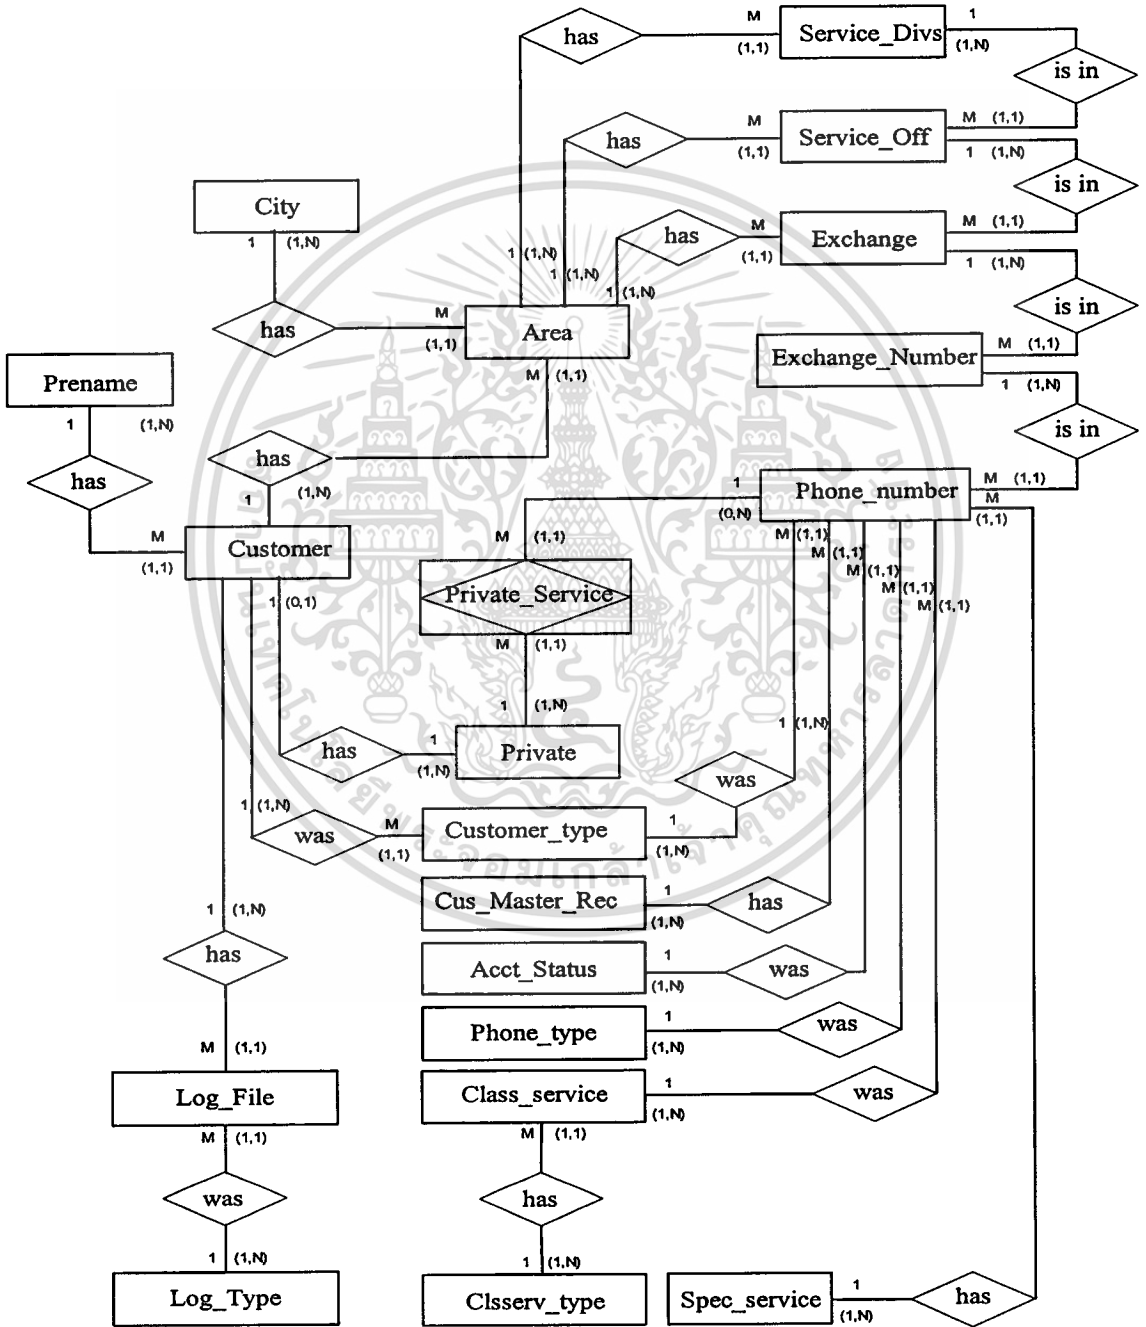 has
M
(1,1)
Service_Divs
1
(1,N)
is in
has
M
(1,1)
Service_Off
M (1,1)
1 (1,N)
is in
City
1 (1,N)
has
M
(1,1)
Exchange
M (1,1)
1 (1,N)
is in
1 (1,N)
1 (1,N)
1 (1,N)
has
M
(1,1)
Area
M (1,1)
Exchange_Number
M (1,1)
1 (1,N)
is in
Prename
1 (1,N)
has
has
(1,N)
1
M
(1,1)
Customer
1 (0,1)
1
(0,N)
Phone_number
M (1,1)
M
(1,1)
M (1,1)
M (1,1)
M (1,1)
M (1,1)
M (1,1)
M (1,1)
Private_Service
M (1,1)
1 (1,N)
has
1
(1,N)
Private
1 (1,N)
was
1 (1,N)
was
M
(1,1)
Customer_type
1
(1,N)
Cus_Master_Rec
1
(1,N)
has
1 (1,N)
has
Acct_Status
1
(1,N)
was
Phone_type
1
(1,N)
was
M (1,1)
Log_File
M (1,1)
Class_service
1
(1,N)
was
M (1,1)
was
has
1 (1,N)
Log_Type
1 (1,N)
Clsserv_type
Spec_service
1
(1,N)
has